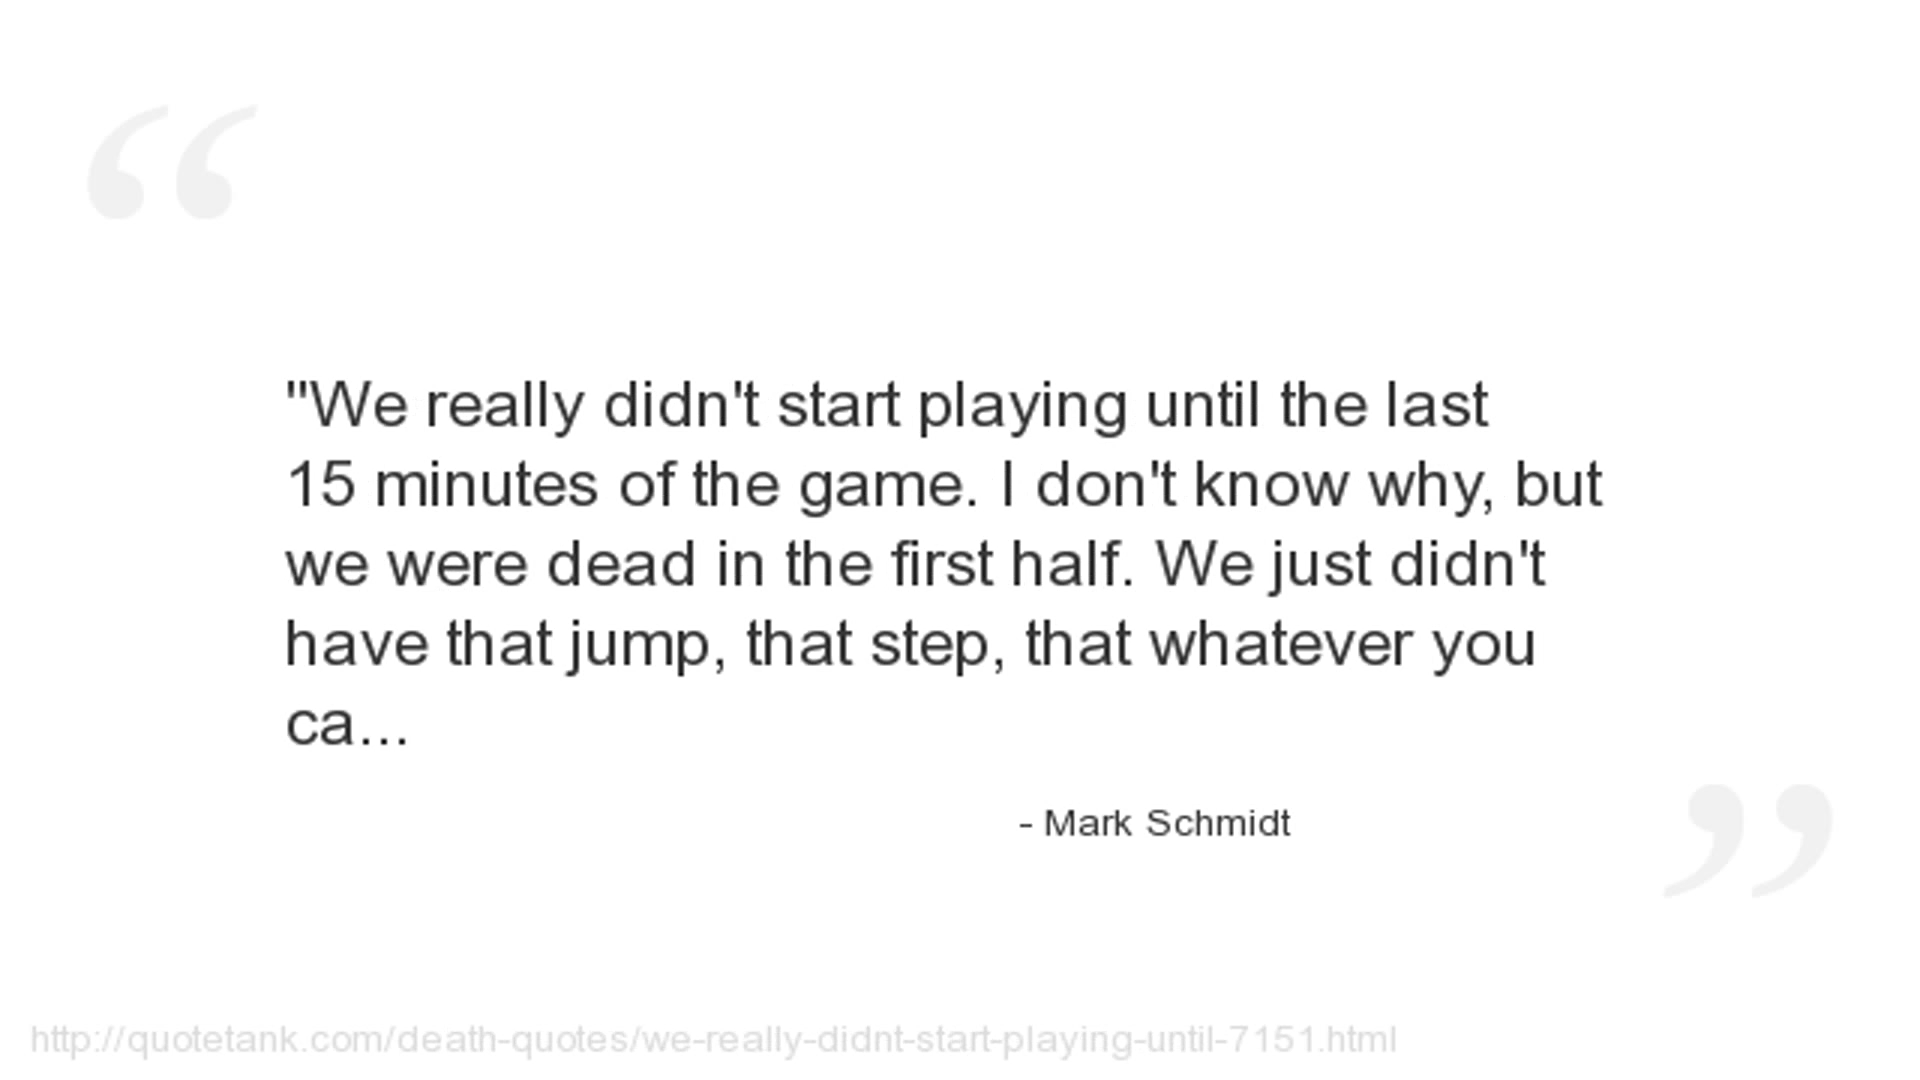 "We really didn't start playing until the last
15 minutes of the game. I don't know why, but
we were dead in the first half. We just didn't
have that jump, that step, that whatever you
ca...
- Mark Schmidt
http://quotetank.com/death-quotes/we-really-didnt-start-playing-until-7151.html